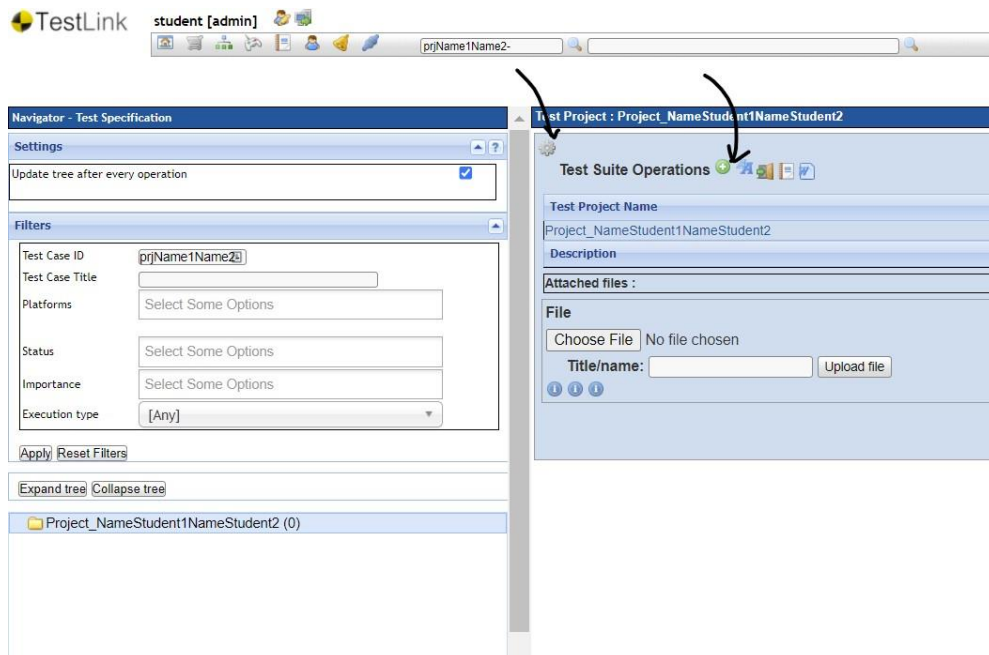 TestLink
student [admin]
prjName1Name2-
Navigator - Test Specification
Settings
?
Update tree after every operation
Filters
Test Case ID prjName1Name2-
Test Case Title
Platforms Select Some Options
Status Select Some Options
Importance Select Some Options
Execution type [Any]
Apply Reset Filters
Expand tree Collapse tree
Project_NameStudent1NameStudent2 (0)
Test Project : Project_NameStudent1NameStudent2
Test Suite Operations
Test Project Name
Project_NameStudent1NameStudent2
Description
Attached files :
File
Choose File No file chosen
Title/name: Upload file